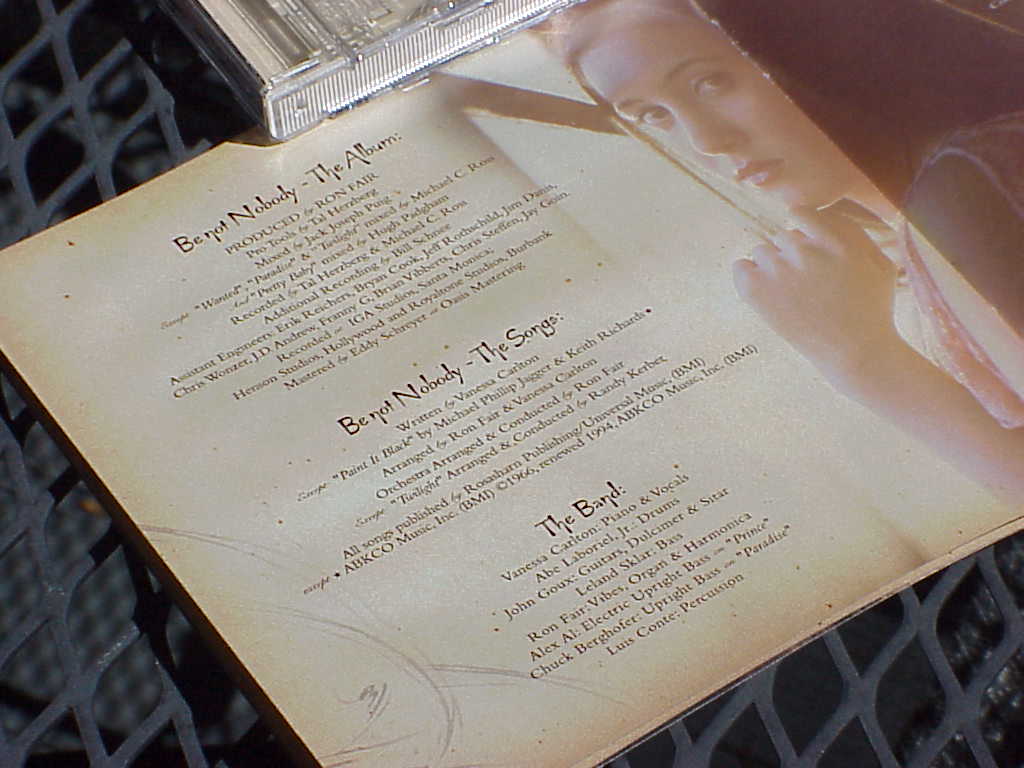 Be not Nobody - The Album:
PRODUCED by RON FAIR
Pro Tools by Tal Herzberg
Mixed by Jack Joseph Puig
Except "Wanted", "Paradise" & "Twilight" mixed by Michael C. Ross
and "Pretty Baby" mixed by Hugh Padgham
Recorded by Tal Herzberg & Michael C. Ross
Additional Recording by Bill Schnee
Assistant Engineers: Erik Reichers, Bryan Cook, Jeff Rothschild, Jim Danis,
Chris Wonzer, J.D Andrew, Franny G, Brian Vibberts, Chris Steffen, Jay Goin.
Recorded at IGA Studios, Santa Monica
Henson Studios, Hollywood and Royaltone Studios, Burbank
Mastered by Eddy Schreyer at Oasis Mastering
Be not Nobody - The Songs:
Written by Vanessa Carlton
Except "Paint It Black" by Michael Philip Jagger & Keith Richards•
Arranged by Ron Fair & Vanessa Carlton
Orchestra Arranged & Conducted by Ron Fair
Except "Twilight" Arranged & Conducted by Randy Kerber
All songs published by Rosasharn Publishing/Universal Music, (BMI)
except • ABKCO Music, Inc. (BMI) ©1966, renewed 1994, ABKCO Music, Inc. (BMI)
The Band:
Vanessa Carlton: Piano & Vocals
Abe Laboriel, Jr.: Drums
John Goux: Guitars, Dulcimer & Sitar
Leland Sklar: Bass
Ron Fair: Vibes, Organ & Harmonica
Alex Al: Electric Upright Bass on "Prince"
Chuck Berghofer: Upright Bass on "Paradise"
Luis Conte: Percussion